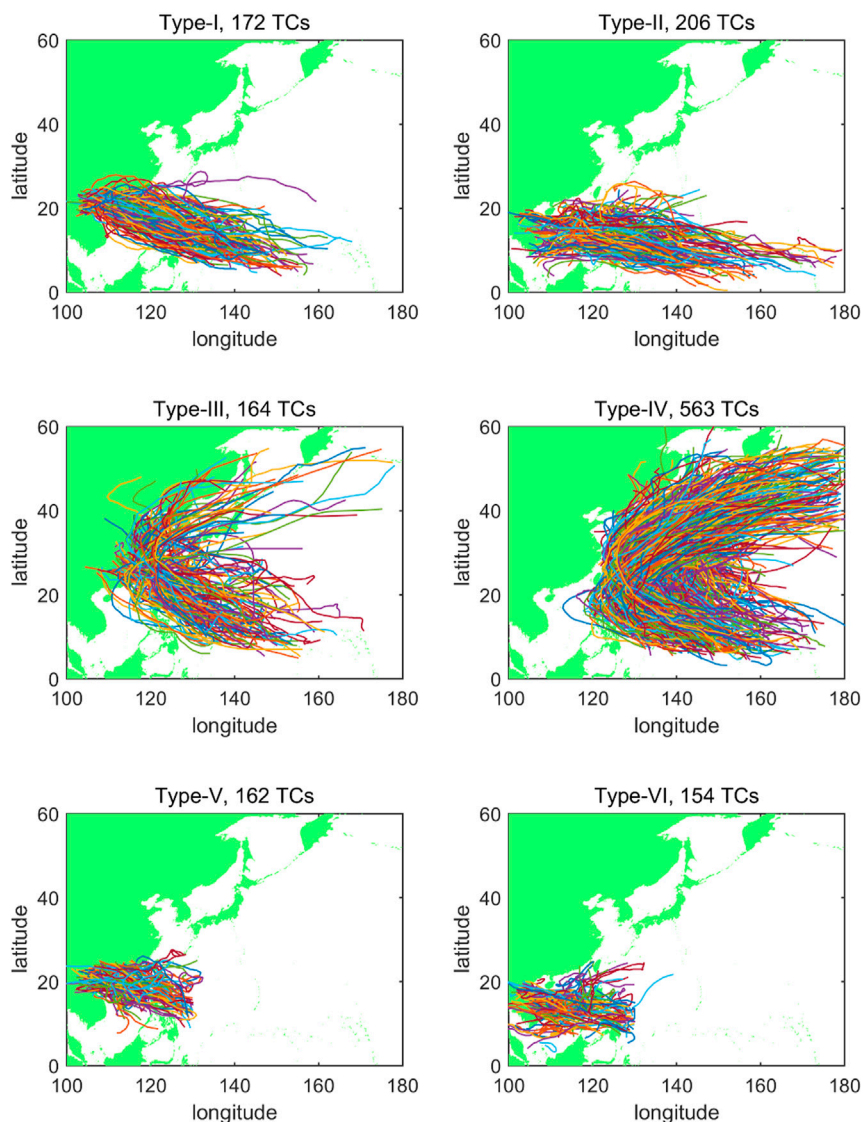 Type-I, 172 TCs
60
40
20
0
latitude
100 120 140 160 180
longitude
Type-II, 206 TCs
60
40
20
0
latitude
100 120 140 160 180
longitude
Type-III, 164 TCs
60
40
20
0
latitude
100 120 140 160 180
longitude
Type-IV, 563 TCs
60
40
20
0
latitude
100 120 140 160 180
longitude
Type-V, 162 TCs
60
40
20
0
latitude
100 120 140 160 180
longitude
Type-VI, 154 TCs
60
40
20
0
latitude
100 120 140 160 180
longitude